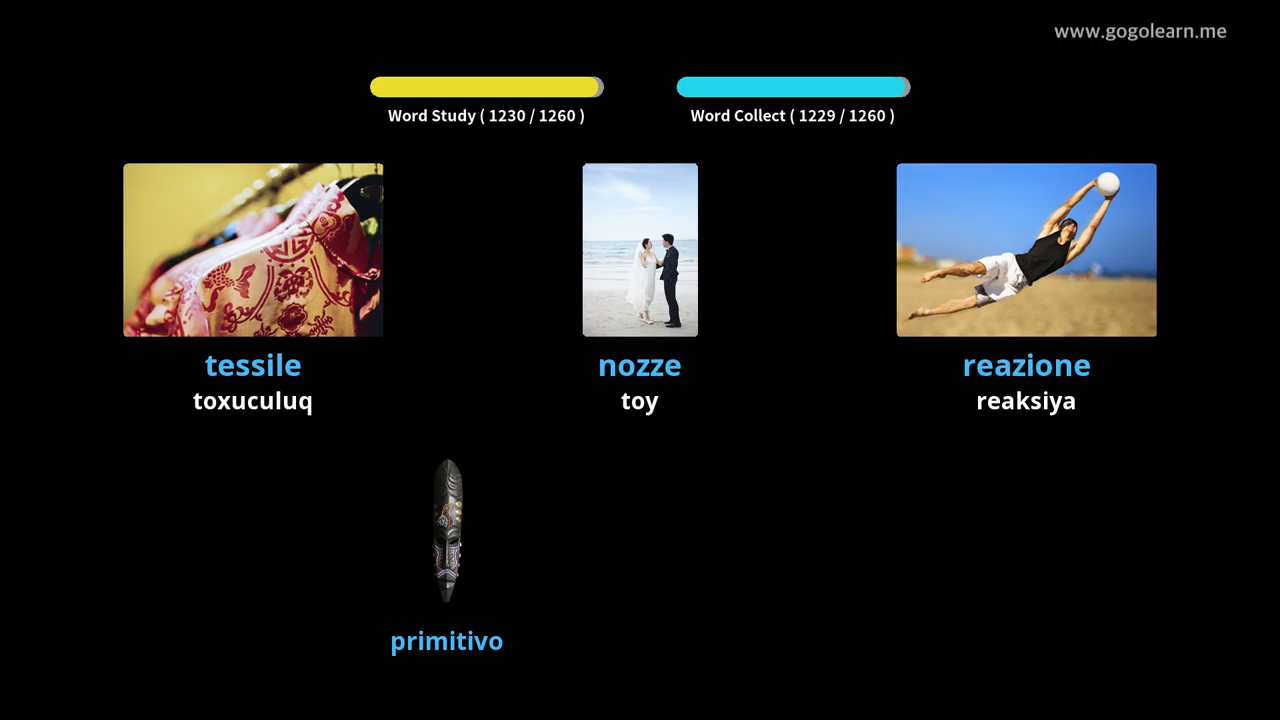 www.gogolearn.me
Word Study ( 1230 / 1260 )
Word Collect ( 1229 / 1260 )
tessile
toxuculuq
nozze
toy
reazione
reaksiya
primitivo